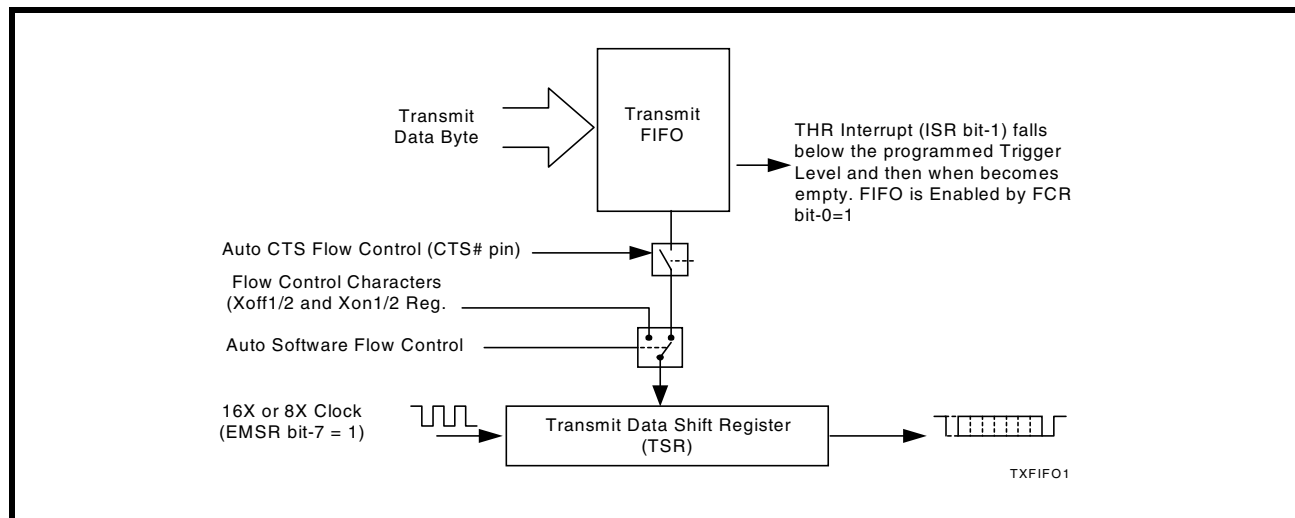 Transmit
FIFO
Transmit
Data Byte
THR Interrupt (ISR bit-1) falls
below the programmed Trigger
Level and then when becomes
empty. FIFO is Enabled by FCR
bit-0=1
Auto CTS Flow Control (CTS# pin)
Flow Control Characters
(Xoff1/2 and Xon1/2 Reg.
Auto Software Flow Control
16X or 8X Clock
(EMSR bit-7 = 1)
Transmit Data Shift Register
(TSR)
TXFIFO1